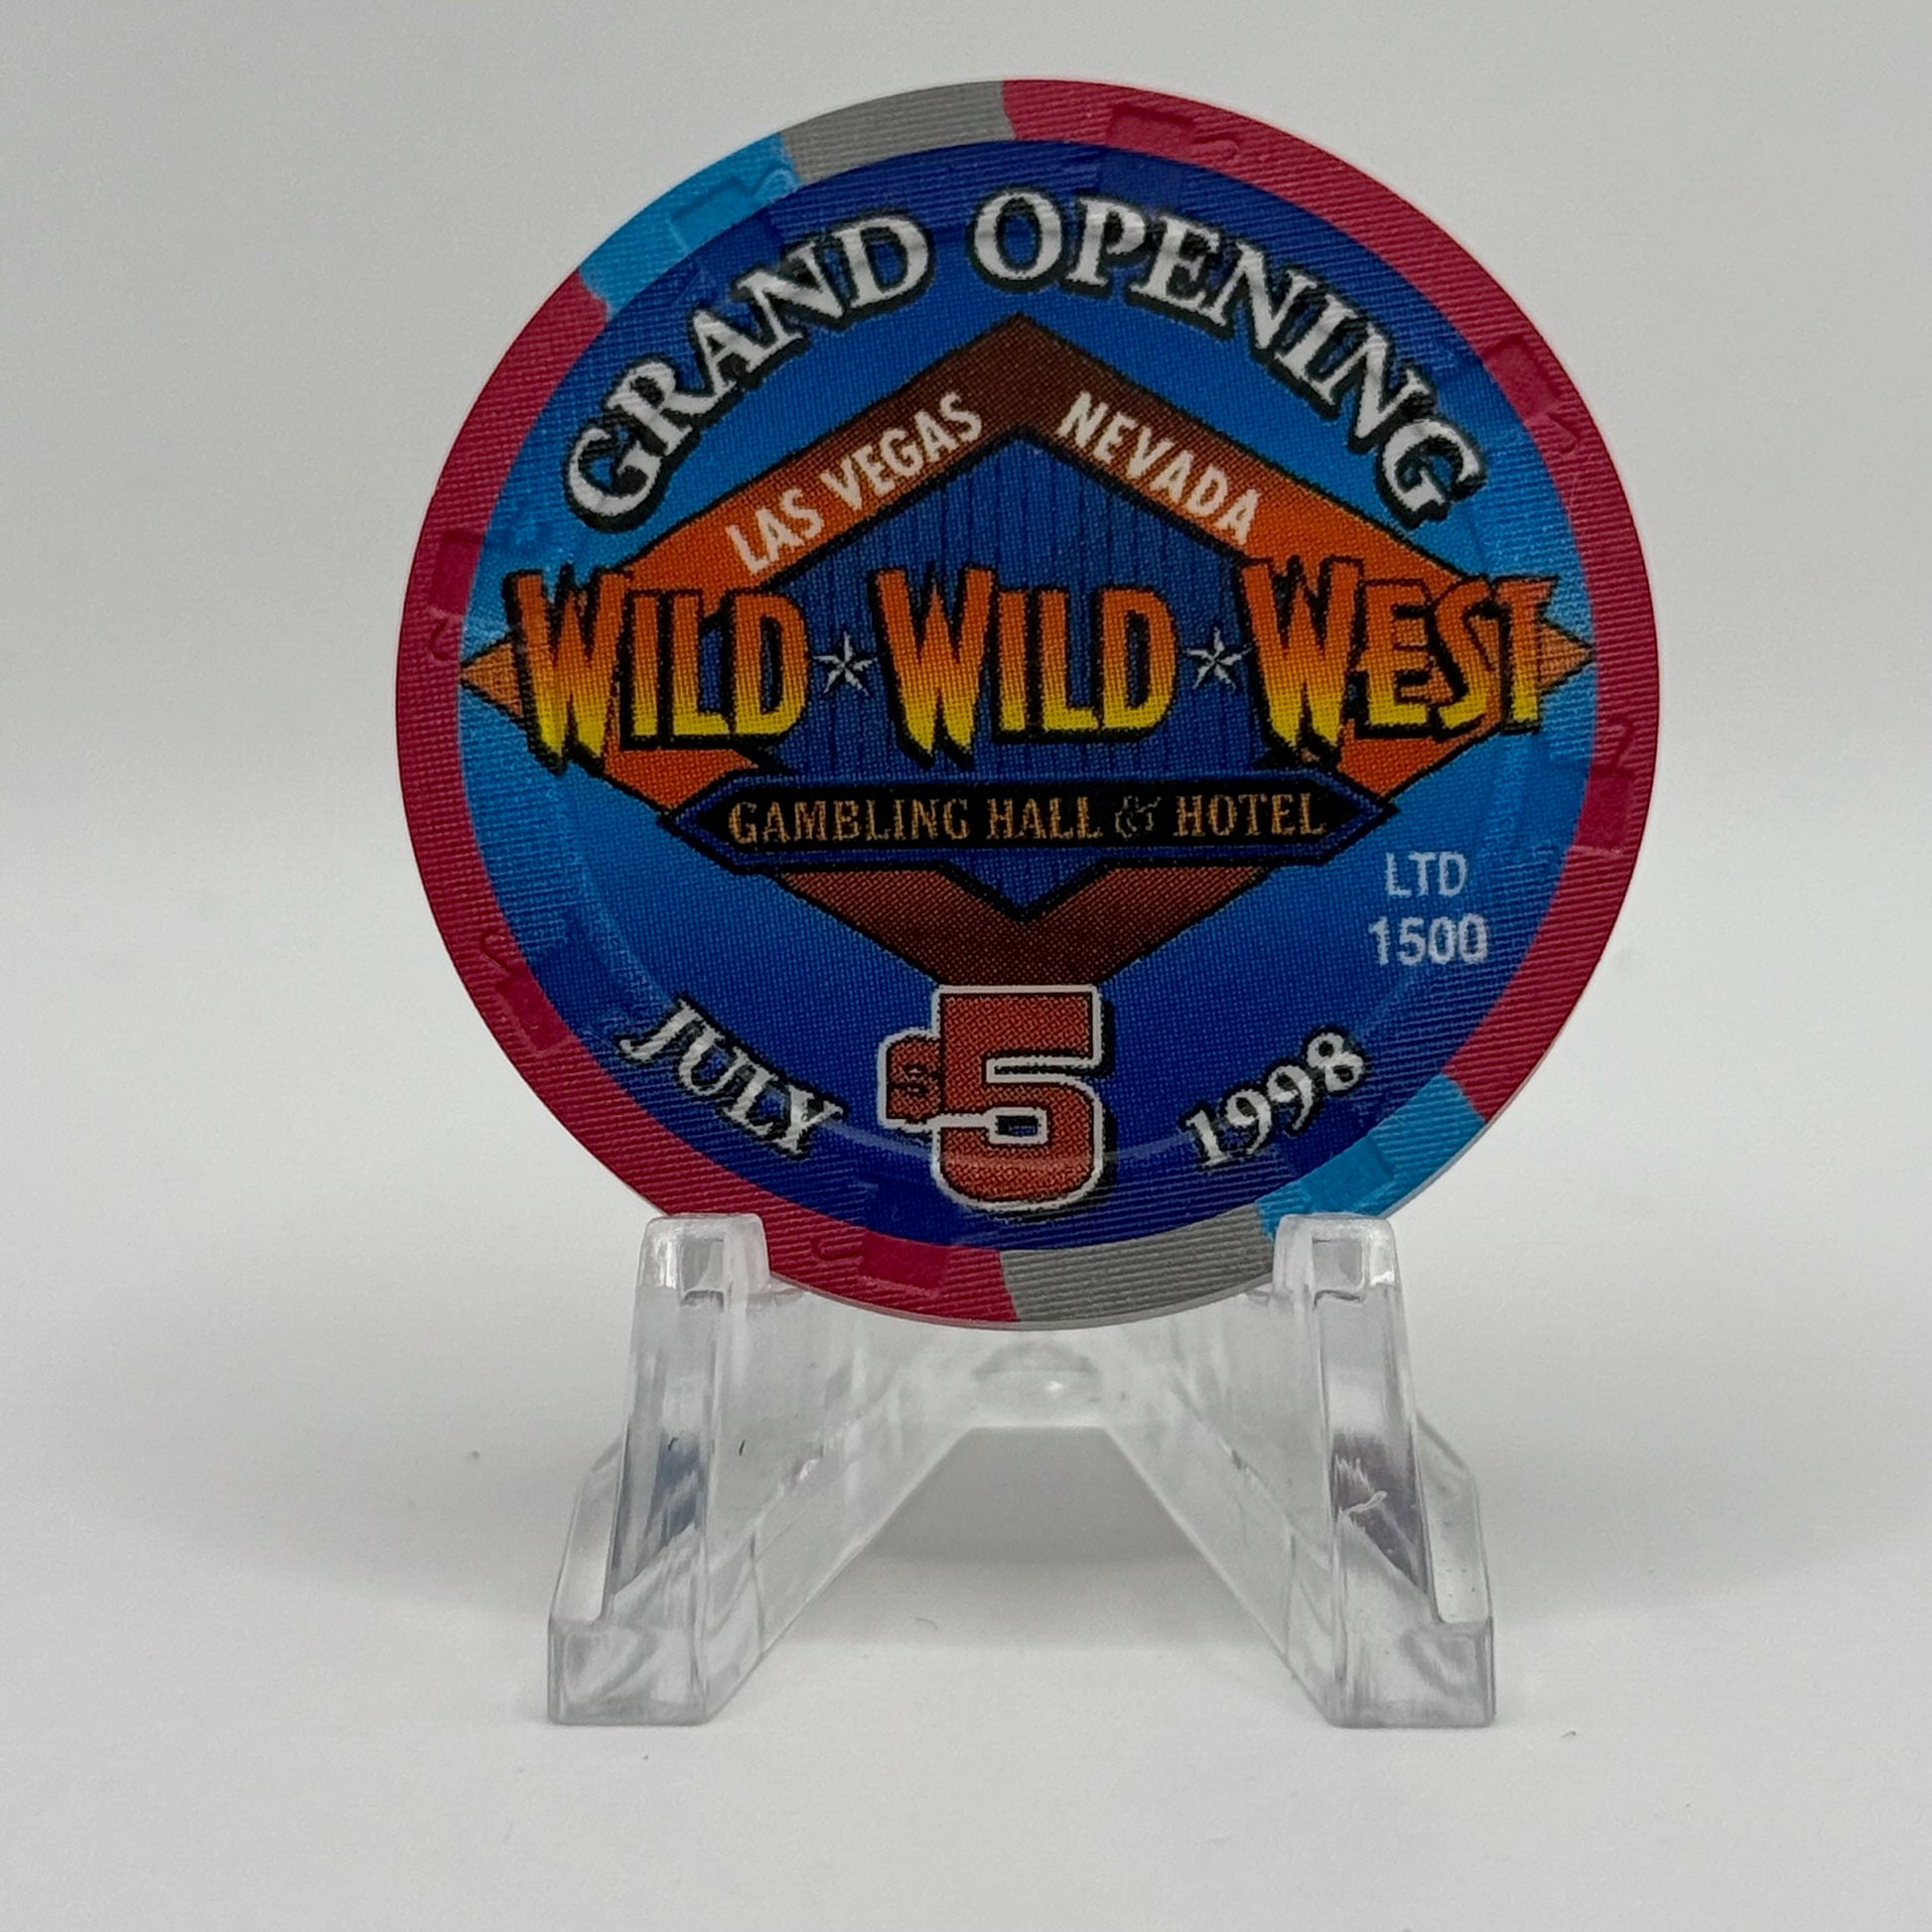 GRAND OPENING
LAS VEGAS NEVADA
WILD WILD WEST
GAMBLING HALL & HOTEL
LTD
1500
$5
JULY 1998